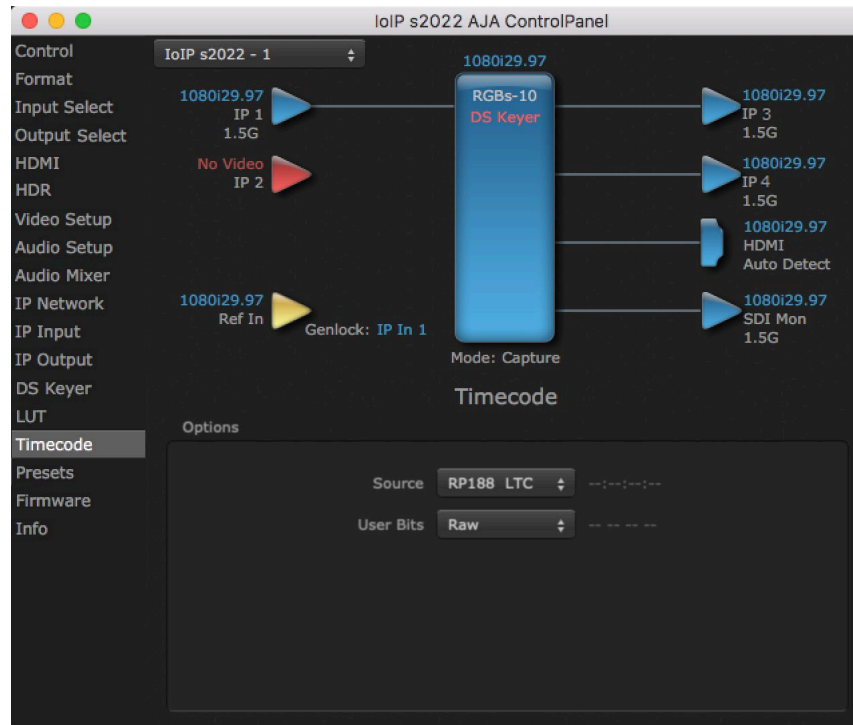 IoIP s2022 AJA ControlPanel
Control
Format
Input Select
Output Select
HDMI
HDR
Video Setup
Audio Setup
Audio Mixer
IP Network
IP Input
IP Output
DS Keyer
LUT
Timecode
Presets
Firmware
Info
IoIP s2022 - 1
1080i29.97
IP 1
1.5G
No Video
IP 2
1080i29.97
Ref In
Genlock: IP In 1
1080i29.97
RGBs-10
DS Keyer
Mode: Capture
1080i29.97
IP 3
1.5G
1080i29.97
IP 4
1.5G
1080i29.97
HDMI
Auto Detect
1080i29.97
SDI Mon
1.5G
Timecode
Options
Source RP188 LTC --:--:--:--
User Bits Raw -- -- -- --